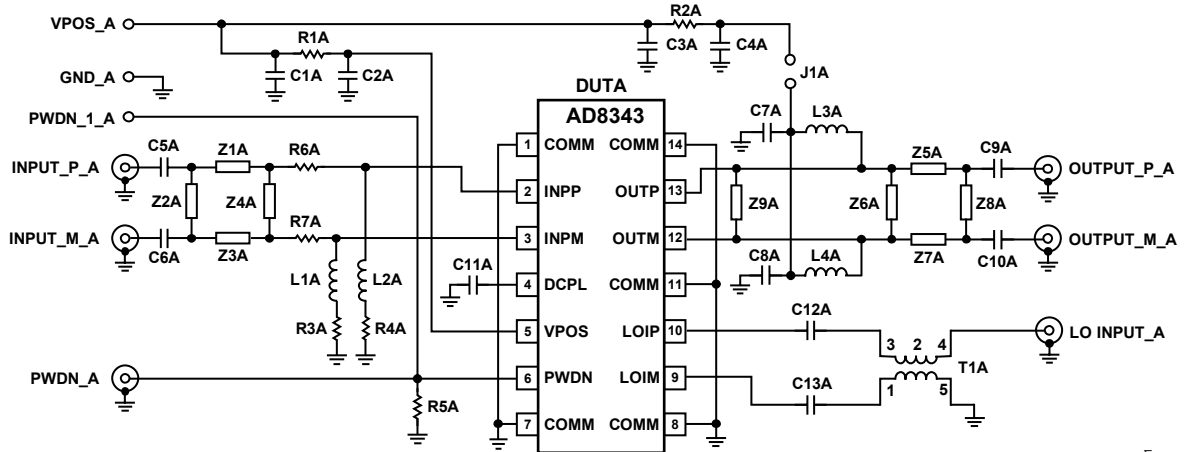 VPOS_A
R2A
R1A
C3A
C4A
C1A
C2A
J1A
GND_A
DUTA
PWDN_1_A
AD8343
C7A
L3A
C5A
Z1A
R6A
1
COMM
COMM
14
Z5A
C9A
INPUT_P_A
OUTPUT_P_A
2
INPP
OUTP
13
Z2A
Z4A
Z9A
Z6A
Z8A
R7A
INPUT_M_A
3
INPM
OUTM
12
OUTPUT_M_A
C6A
Z3A
C8A
L4A
Z7A
C10A
L1A
L2A
C11A
4
DCPL
COMM
11
R3A
R4A
5
VPOS
LOIP
10
C12A
3
2
4
LO INPUT_A
T1A
PWDN_A
6
PWDN
LOIM
9
C13A
1
5
R5A
7
COMM
COMM
8